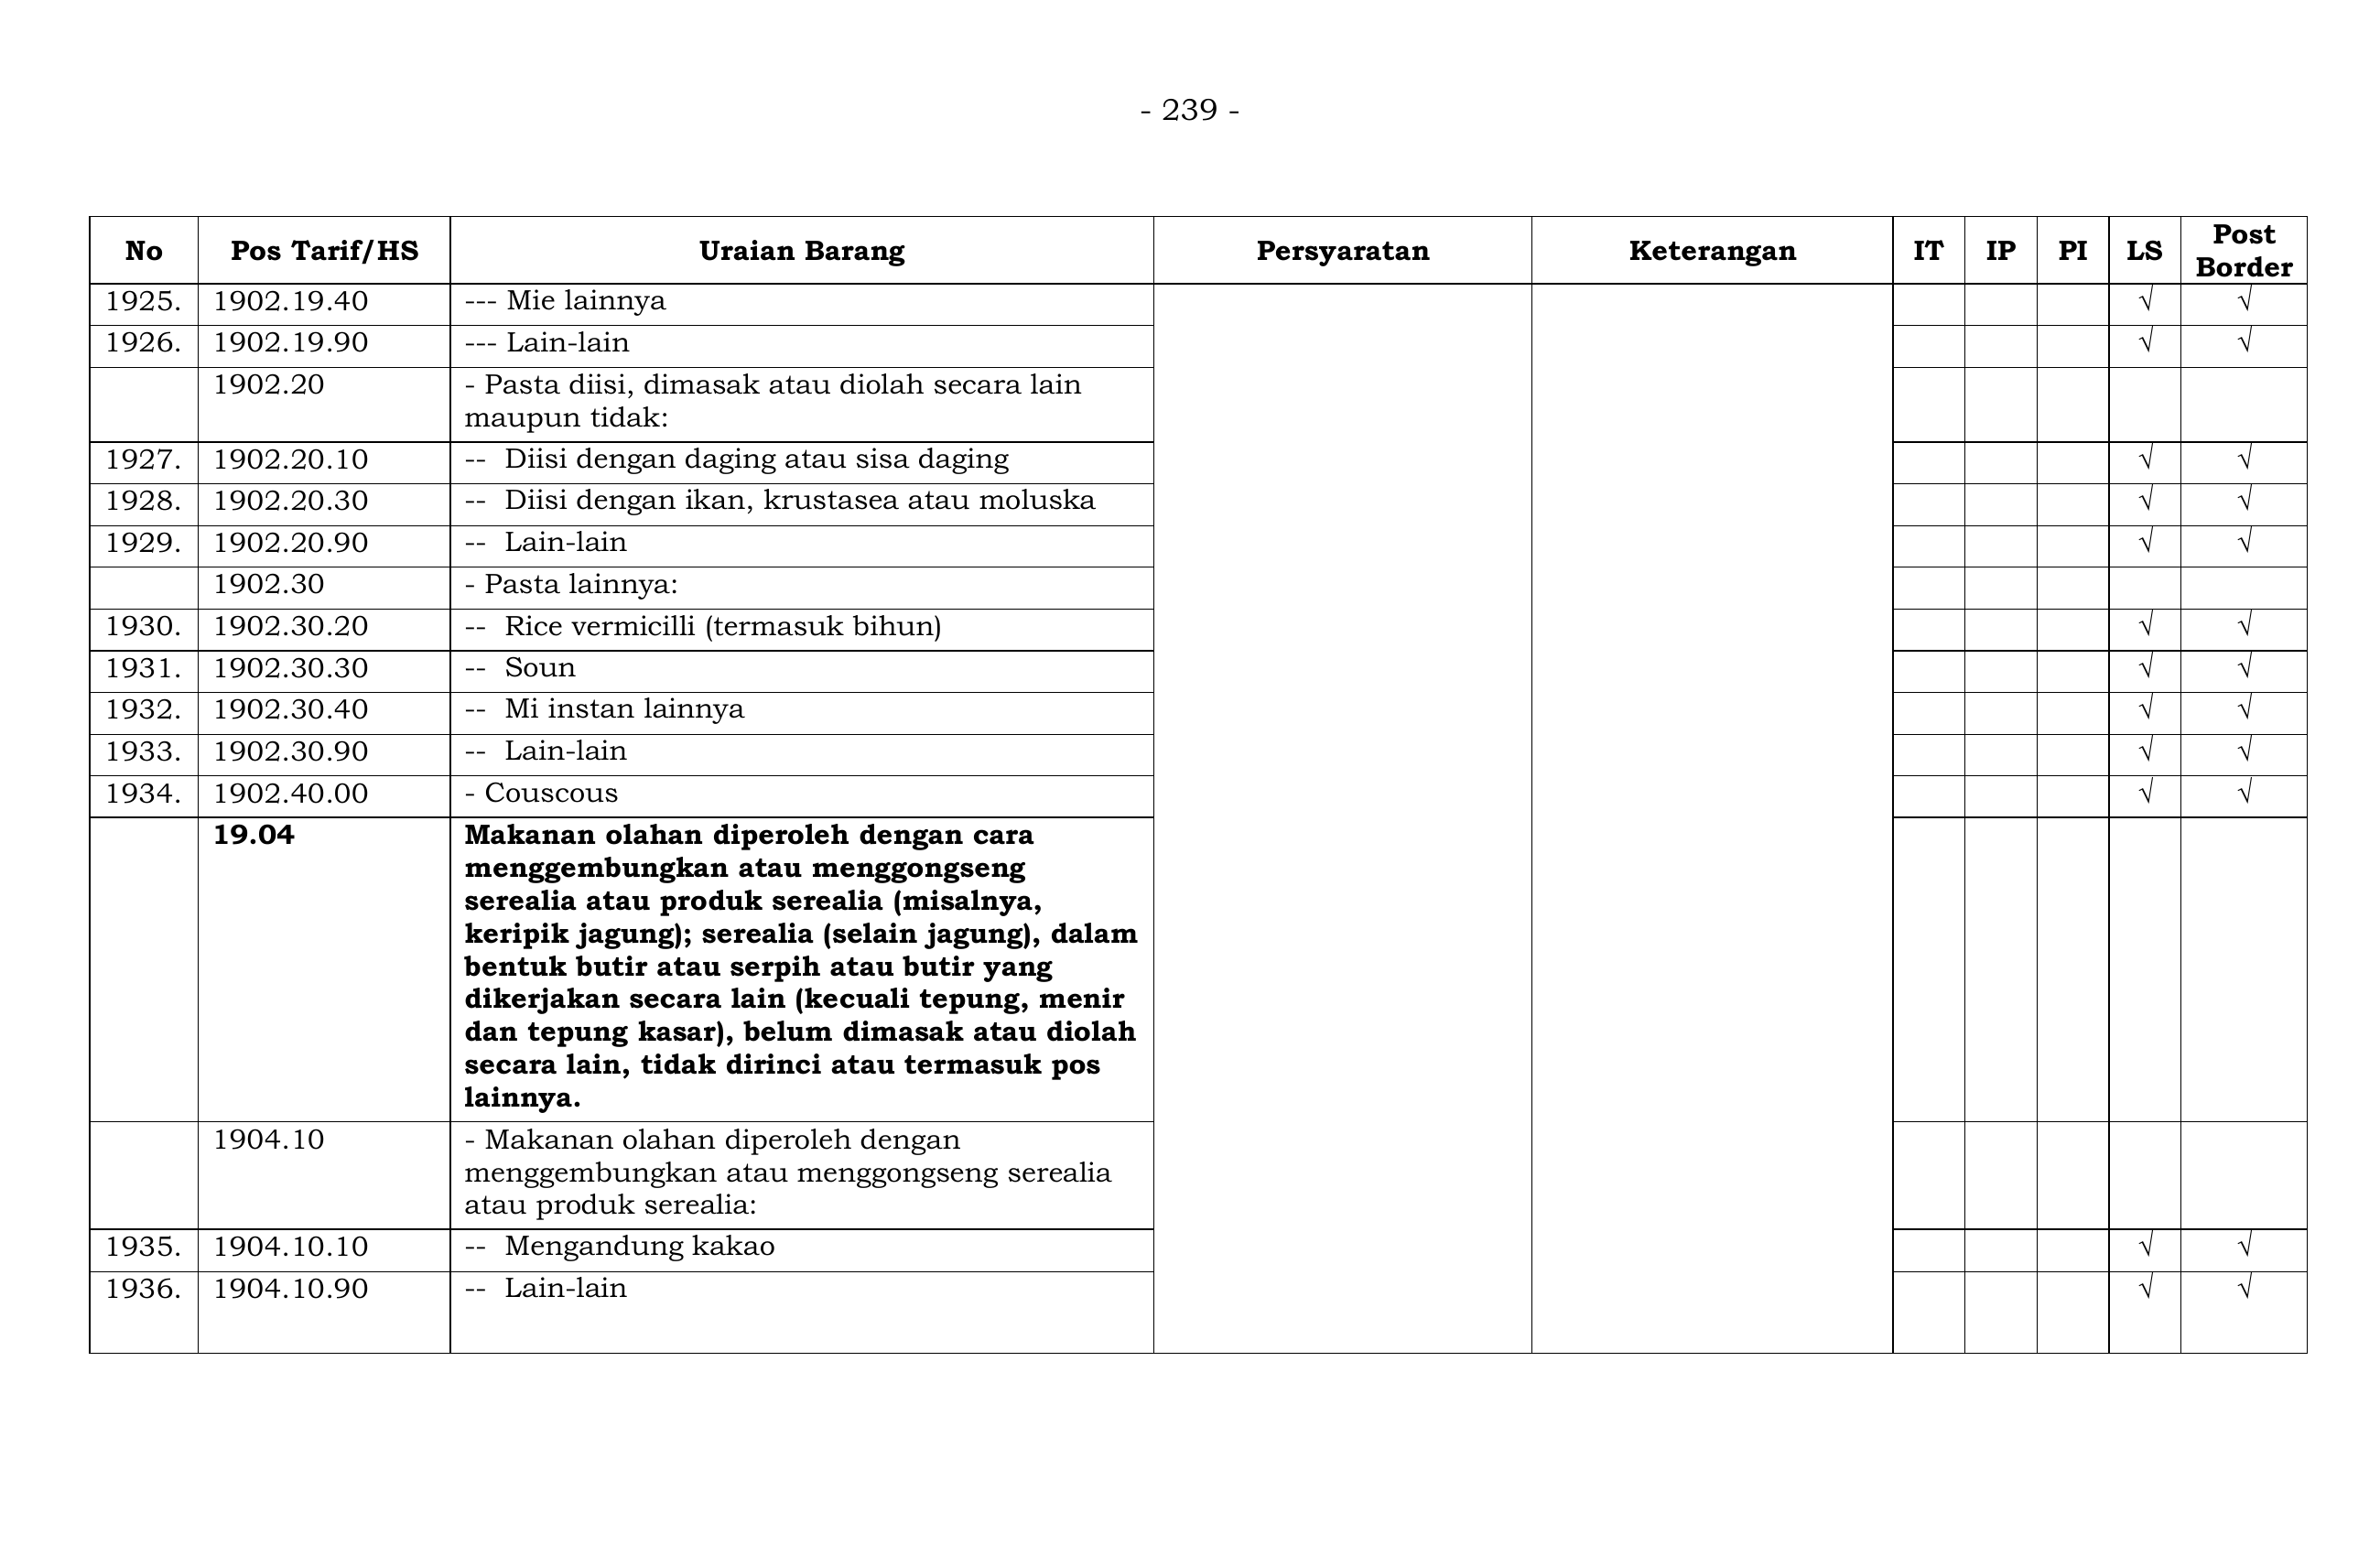 - 239 -
No Pos Tarif/HS Uraian Barang Persyaratan Keterangan IT IP PI LS Post Border
1925. 1902.19.40 --- Mie lainnya √ √
1926. 1902.19.90 --- Lain-lain √ √
1902.20 - Pasta diisi, dimasak atau diolah secara lain
maupun tidak:
1927. 1902.20.10 -- Diisi dengan daging atau sisa daging √ √
1928. 1902.20.30 -- Diisi dengan ikan, krustasea atau moluska √ √
1929. 1902.20.90 -- Lain-lain √ √
1902.30 - Pasta lainnya:
1930. 1902.30.20 -- Rice vermicilli (termasuk bihun) √ √
1931. 1902.30.30 -- Soun √ √
1932. 1902.30.40 -- Mi instan lainnya √ √
1933. 1902.30.90 -- Lain-lain √ √
1934. 1902.40.00 - Couscous √ √
19.04 Makanan olahan diperoleh dengan cara
menggembungkan atau menggongseng
serealia atau produk serealia (misalnya,
keripik jagung); serealia (selain jagung), dalam
bentuk butir atau serpih atau butir yang
dikerjakan secara lain (kecuali tepung, menir
dan tepung kasar), belum dimasak atau diolah
secara lain, tidak dirinci atau termasuk pos
lainnya.
1904.10 - Makanan olahan diperoleh dengan
menggembungkan atau menggongseng serealia
atau produk serealia:
1935. 1904.10.10 -- Mengandung kakao √ √
1936. 1904.10.90 -- Lain-lain √ √